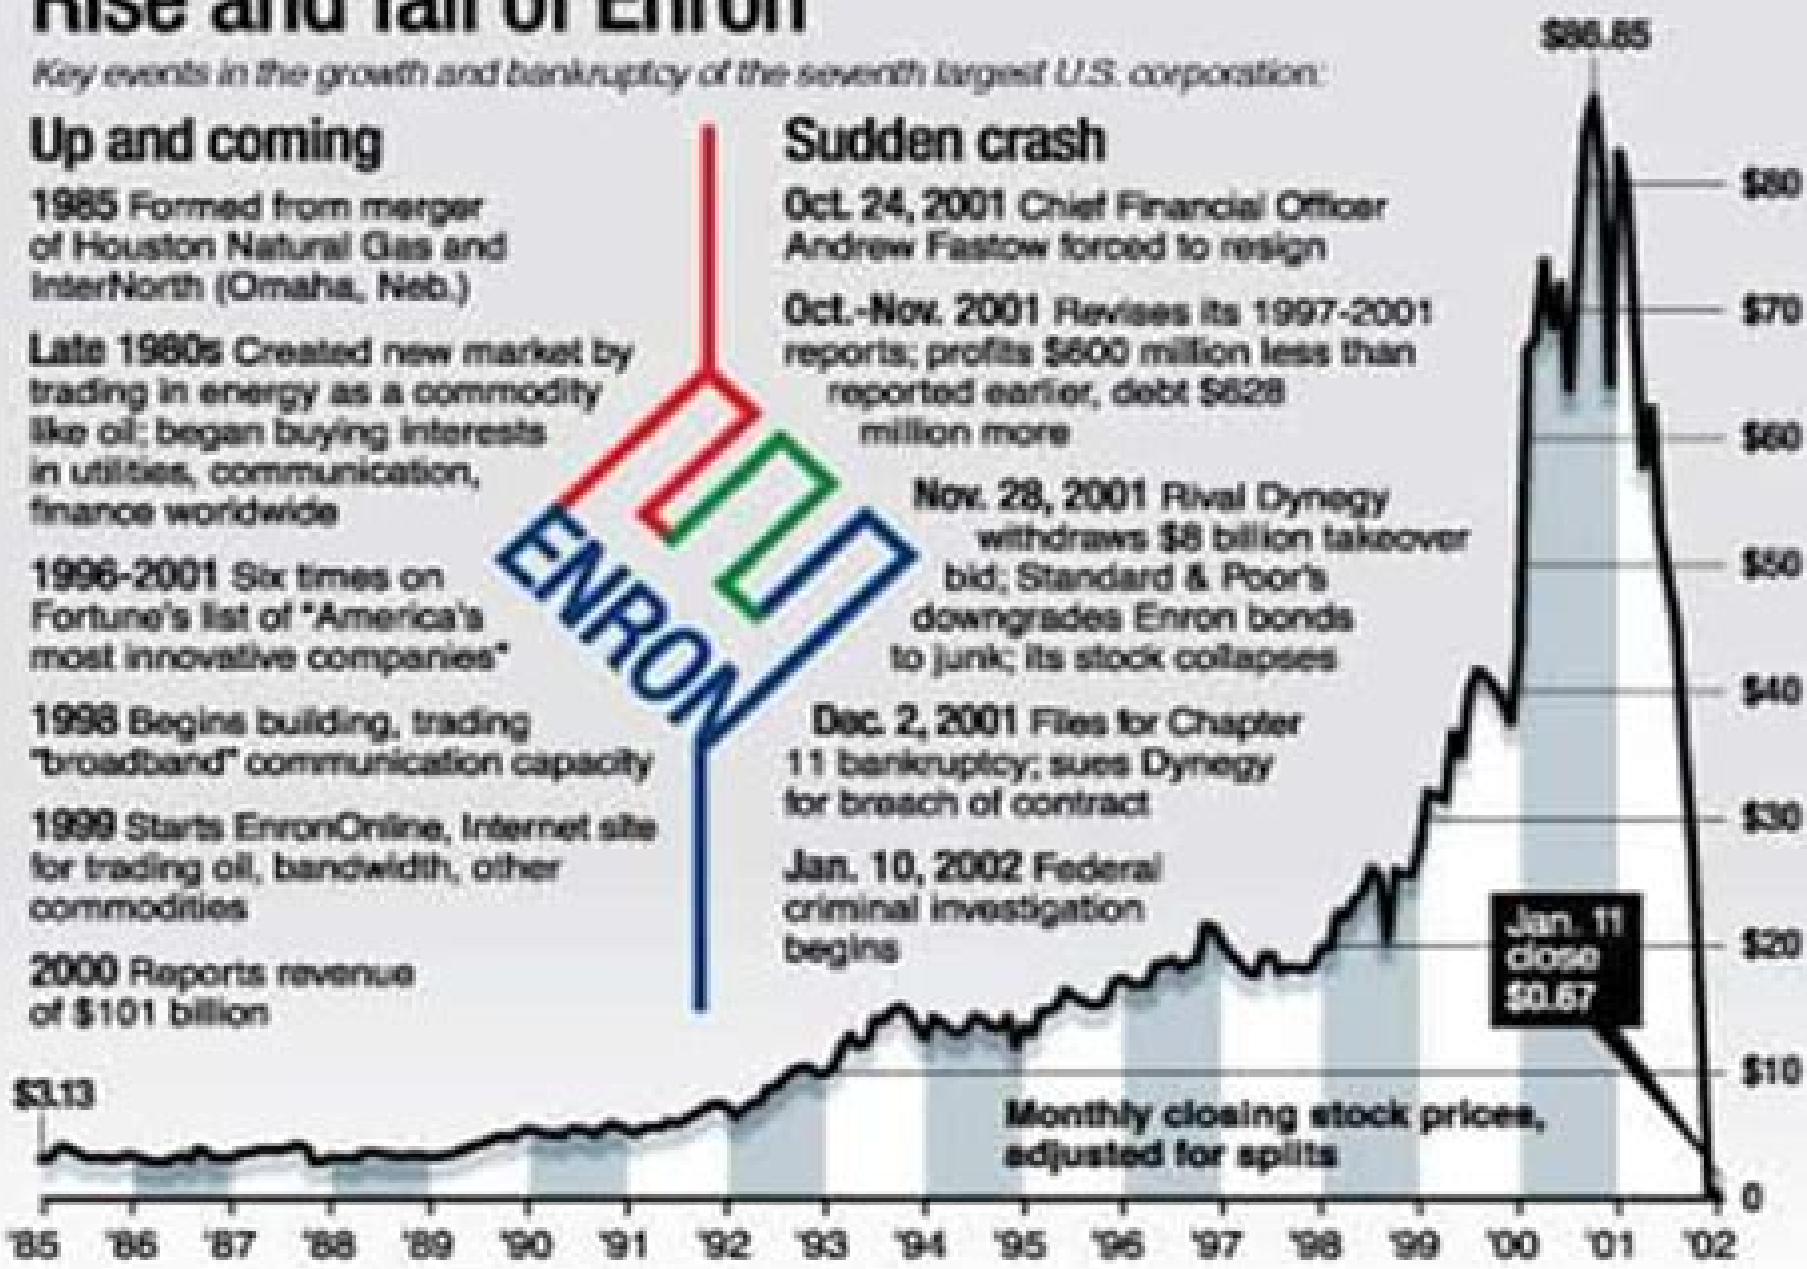 Rise and fall of Enron
Key events in the growth and bankruptcy of the seventh largest U.S. corporation:
Up and coming
1985 Formed from merger
of Houston Natural Gas and
InterNorth (Omaha, Neb.)
Late 1980s Created new market by
trading in energy as a commodity
like oil; began buying interests
in utilities, communication,
finance worldwide
1996-2001 Six times on
Fortune's list of "America's
most innovative companies"
1998 Begins building, trading
"broadband" communication capacity
1999 Starts EnronOnline, Internet site
for trading oil, bandwidth, other
commodities
2000 Reports revenue
of $101 billion
ENRON
Sudden crash
Oct. 24, 2001 Chief Financial Officer
Andrew Fastow forced to resign
Oct.-Nov. 2001 Revises its 1997-2001
reports; profits $600 million less than
reported earlier, debt $628
million more
Nov. 28, 2001 Rival Dynegy
withdraws $8 billion takeover
bid; Standard & Poor's
downgrades Enron bonds
to junk; its stock collapses
Dec. 2, 2001 Files for Chapter
11 bankruptcy; sues Dynegy
for breach of contract
Jan. 10, 2002 Federal
criminal investigation
begins
$86.85
$80
$70
$60
$50
$40
$30
$20
$10
0
Jan. 11
close
$0.67
$3.13
Monthly closing stock prices,
adjusted for splits
'85 '86 '87 '88 '89 '90 '91 '92 '93 '94 '95 '96 '97 '98 '99 '00 '01 '02